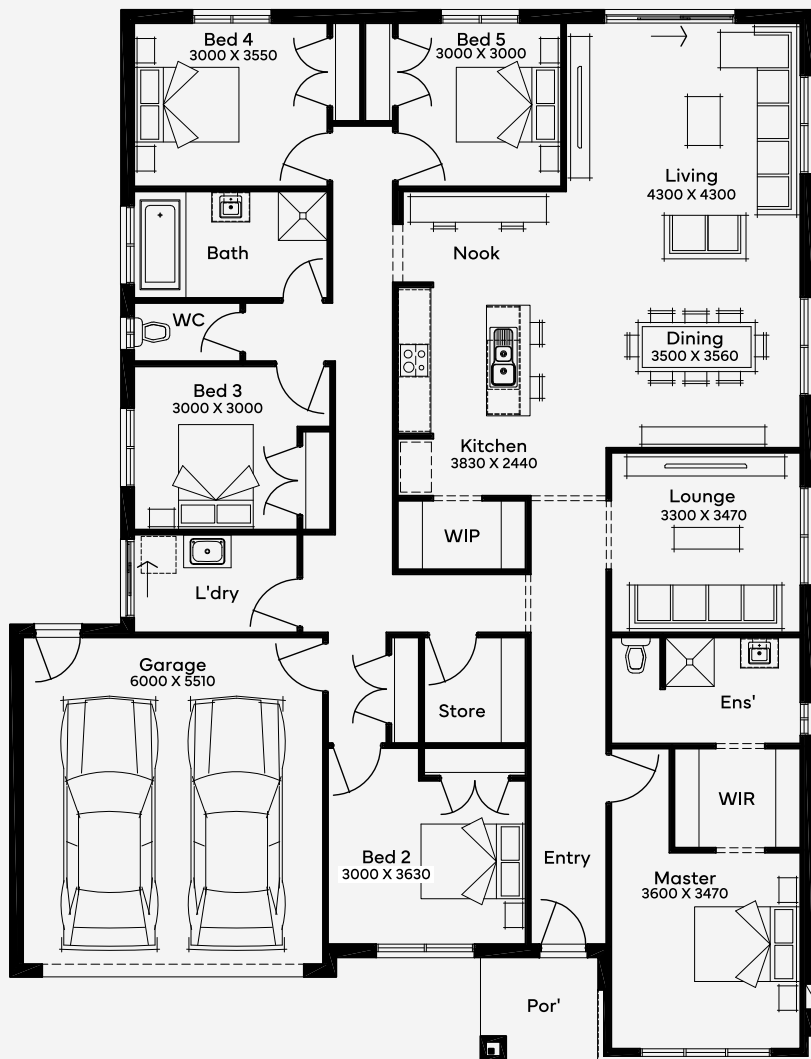 Bed 4
3000 X 3550
Bed 5
3000 X 3000
Living
4300 X 4300
Bath
Nook
WC
Dining
3500 X 3560
Bed 3
3000 X 3000
Kitchen
3830 X 2440
Lounge
3300 X 3470
WIP
L'dry
Garage
6000 X 5510
Store
Ens'
WIR
Bed 2
3000 X 3630
Entry
Master
3600 X 3470
Por'